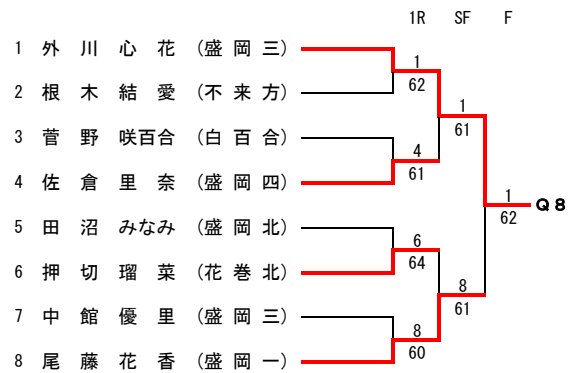 1R SF F
1 外 川 心 花 (盛 岡 三)
1
62
2 根 木 結 愛 (不 来 方)
1
61
3 菅 野 咲百合 (白 百 合)
4
61
4 佐 倉 里 奈 (盛 岡 四)
1
62
Q8
5 田 沼 みなみ (盛 岡 北)
6
64
6 押 切 瑠 菜 (花 巻 北)
8
61
7 中 館 優 里 (盛 岡 三)
8
60
8 尾 藤 花 香 (盛 岡 一)